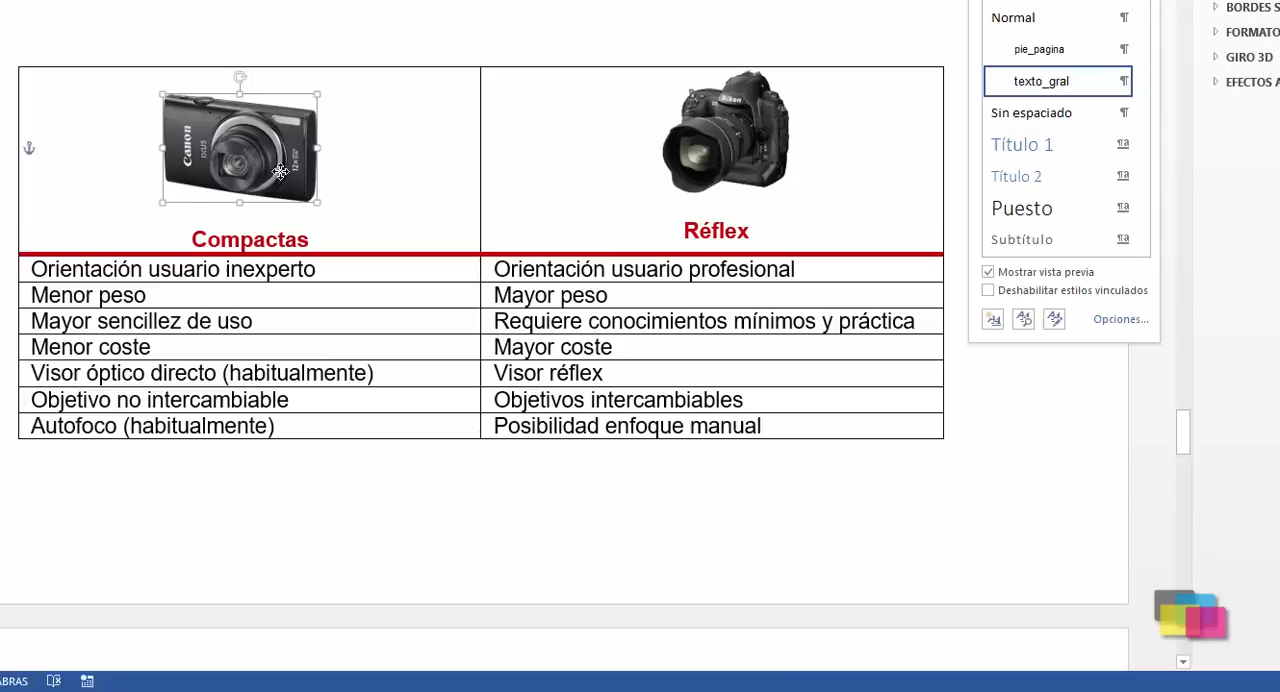 Canon
IXUS
12x
Nikon
Compactas
Réflex
Orientación usuario inexperto
Orientación usuario profesional
Menor peso
Mayor peso
Mayor sencillez de uso
Requiere conocimientos mínimos y práctica
Menor coste
Mayor coste
Visor óptico directo (habitualmente)
Visor réflex
Objetivo no intercambiable
Objetivos intercambiables
Autofoco (habitualmente)
Posibilidad enfoque manual
Normal
pie_pagina
texto_gral
Sin espaciado
Título 1
Título 2
Puesto
Subtítulo
Mostrar vista previa
Deshabilitar estilos vinculados
Opciones...
BORDES S
FORMATO
GIRO 3D
EFECTOS A
ABRAS